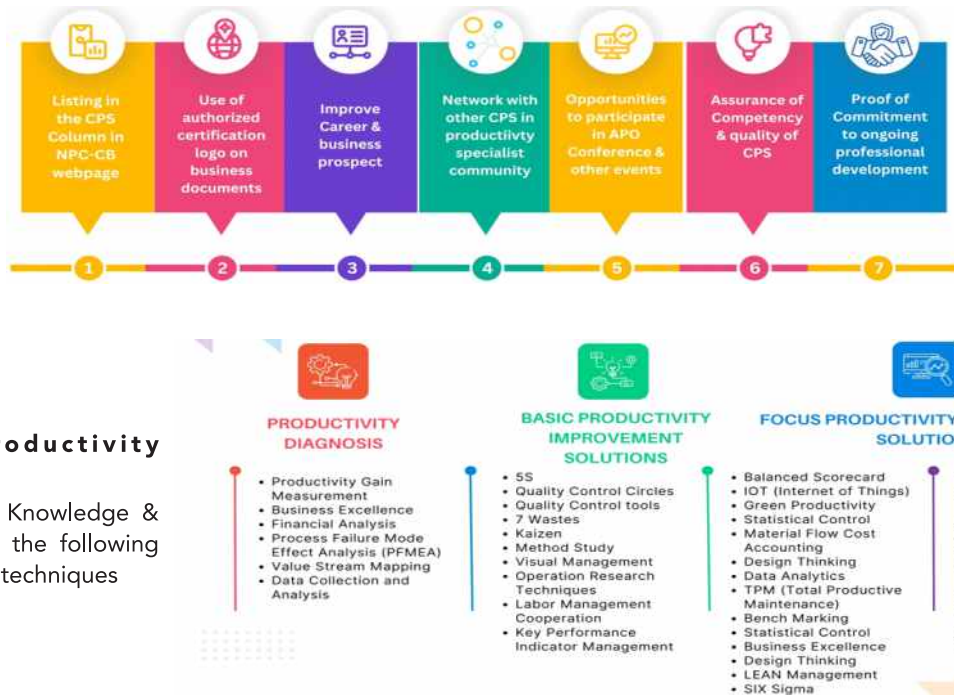 Listing in
the CPS
Column in
NPC-CB
webpage
Use of
authorized
certification
logo on
business
documents
Improve
Career &
business
prospect
Network with
other CPS in
productiivty
specialist
community
Opportunities
to participate
in APO
Conference &
other events
Assurance of
Competency
& quality of
CPS
Proof of
Commitment
to ongoing
professional
development
1
2
3
4
5
6
7
oductivity
Knowledge &
the following
techniques
PRODUCTIVITY
DIAGNOSIS
• Productivity Gain
Measurement
• Business Excellence
• Financial Analysis
• Process Failure Mode
Effect Analysis (PFMEA)
• Value Stream Mapping
• Data Collection and
Analysis
BASIC PRODUCTIVITY
IMPROVEMENT
SOLUTIONS
• 5S
• Quality Control Circles
• Quality Control tools
• 7 Wastes
• Kaizen
• Method Study
• Visual Management
• Operation Research
Techniques
• Labor Management
Cooperation
• Key Performance
Indicator Management
FOCUS PRODUCTIVITY
SOLUTIO
• Balanced Scorecard
• IOT (Internet of Things)
• Green Productivity
• Statistical Control
• Material Flow Cost
Accounting
• Design Thinking
• Data Analytics
• TPM (Total Productive
Maintenance)
• Bench Marking
• Statistical Control
• Business Excellence
• Design Thinking
• LEAN Management
• SIX Sigma